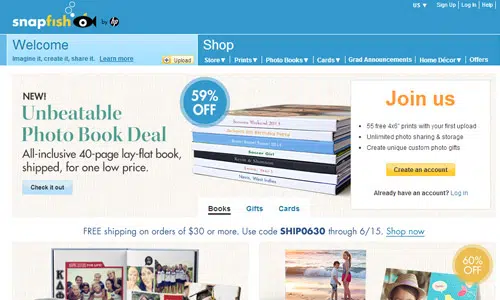 snapfish by hp
US ▼ Sign Up | Log In | Help
Welcome
Imagine it, create it, share it. Learn more
Upload
Shop
Store ▼ Prints ▼ Photo Books ▼ Cards ▼ Grad Announcements Home Décor ▼ Offers
NEW!
Unbeatable
Photo Book Deal
All-inclusive 40-page lay-flat book,
shipped, for one low price.
Check it out
59%
OFF
Books Gifts Cards
Join us
• 55 free 4x6" prints with your first upload
• Unlimited photo sharing & storage
• Create unique custom photo gifts
Create an account
Already have an account? Log in
FREE shipping on orders of $30 or more. Use code SHIP0630 through 6/15. Shop now
ΚΑΦ
60%
OFF